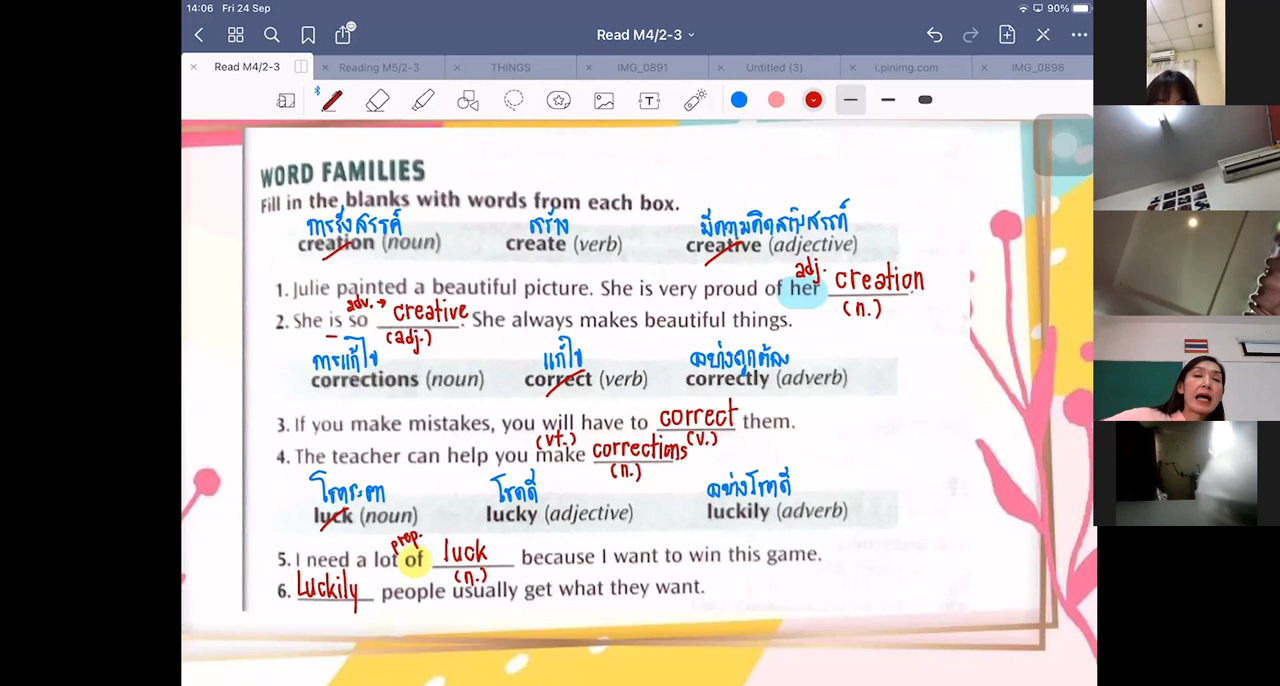 14:06 Fri 24 Sep
90%
Read M4/2-3
Read M4/2-3
Reading M5/2-3
THINGS
IMG_0891
Untitled (3)
i.pinimg.com
IMG_0898
WORD FAMILIES
Fill in the blanks with words from each box.
การสร้างสรรค์ สร้าง มีความคิดสร้างสรรค์
creation (noun) create (verb) creative (adjective)
adj.
1. Julie painted a beautiful picture. She is very proud of her creation.
(n.)
adv. →
2. She is so creative. She always makes beautiful things.
(adj.)
การแก้ไข แก้ไข อย่างถูกต้อง
corrections (noun) correct (verb) correctly (adverb)
3. If you make mistakes, you will have to correct them.
(vt.) (v.)
4. The teacher can help you make corrections
(n.)
โชคชะตา โชคดี อย่างโชคดี
luck (noun) lucky (adjective) luckily (adverb)
prep.
5. I need a lot of luck because I want to win this game.
(n.)
6. Luckily people usually get what they want.